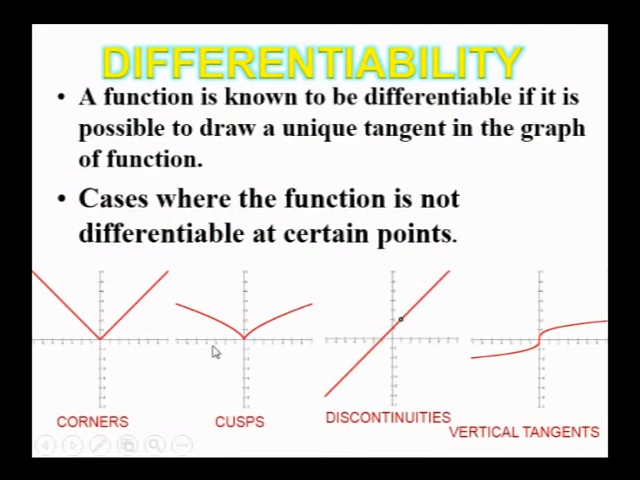 DIFFERENTIABILITY
• A function is known to be differentiable if it is
possible to draw a unique tangent in the graph
of function.
• Cases where the function is not
differentiable at certain points.
CORNERS
CUSPS
DISCONTINUITIES
VERTICAL TANGENTS